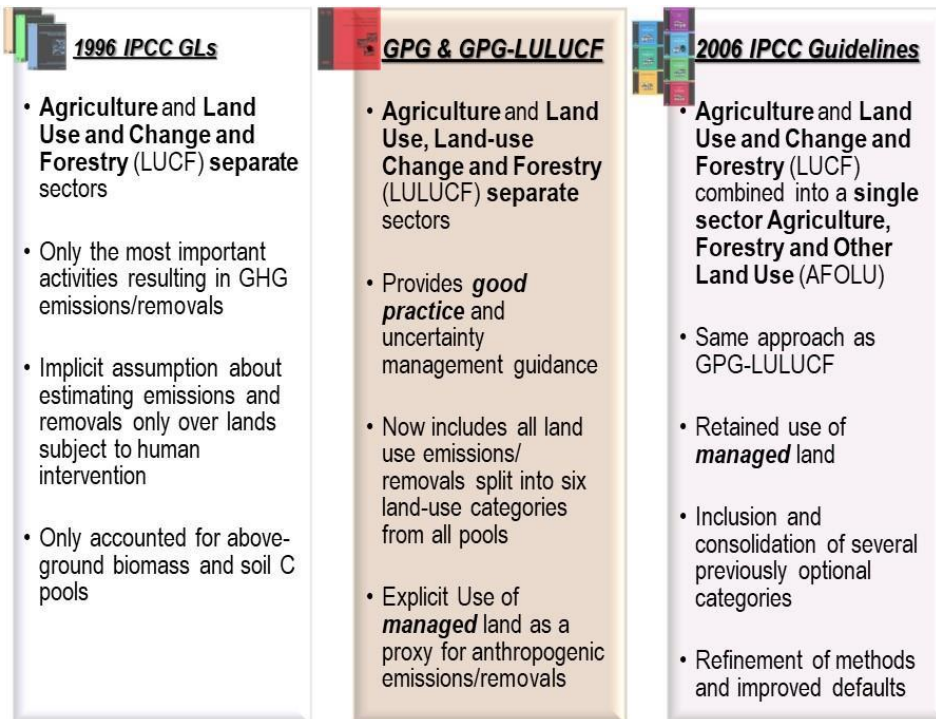 1996 IPCC GLs
• Agriculture and Land
Use and Change and
Forestry (LUCF) separate
sectors
• Only the most important
activities resulting in GHG
emissions/removals
• Implicit assumption about
estimating emissions and
removals only over lands
subject to human
intervention
• Only accounted for above-
ground biomass and soil C
pools
GPG & GPG-LULUCF
• Agriculture and Land
Use, Land-use
Change and Forestry
(LULUCF) separate
sectors
• Provides good
practice and
uncertainty
management guidance
• Now includes all land
use emissions/
removals split into six
land-use categories
from all pools
• Explicit Use of
managed land as a
proxy for anthropogenic
emissions/removals
2006 IPCC Guidelines
• Agriculture and Land
Use and Change and
Forestry (LUCF)
combined into a single
sector Agriculture,
Forestry and Other
Land Use (AFOLU)
• Same approach as
GPG-LULUCF
• Retained use of
managed land
• Inclusion and
consolidation of several
previously optional
categories
• Refinement of methods
and improved defaults